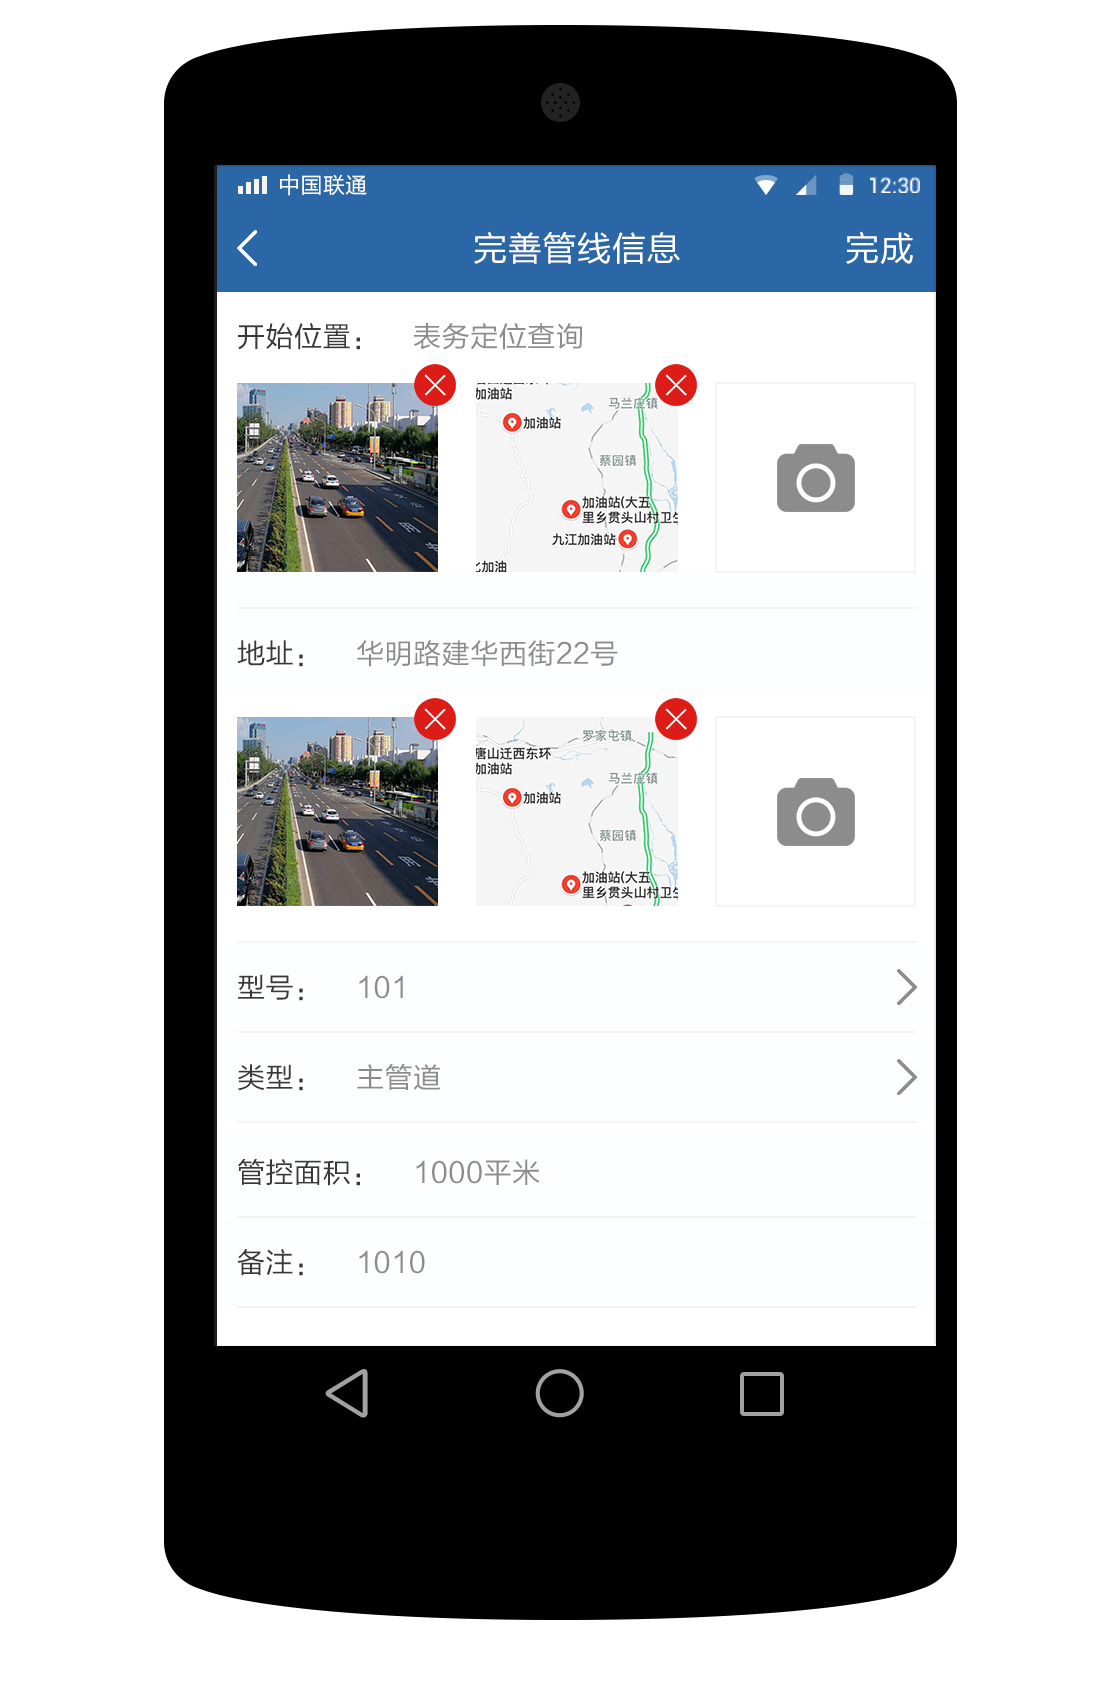 中国联通
12:30
完善管线信息
完成
开始位置：
表务定位查询
加油站
马兰庄镇
加油站
蔡园镇
加油站(大五
里乡贯头山村卫生
九江加油站
加油
地址：
华明路建华西街22号
罗家屯镇
唐山迁西东环
加油站
马兰庄镇
加油站
蔡园镇
加油站(大五
里乡贯头山村卫生
型号：
101
类型：
主管道
管控面积：
1000平米
备注：
1010